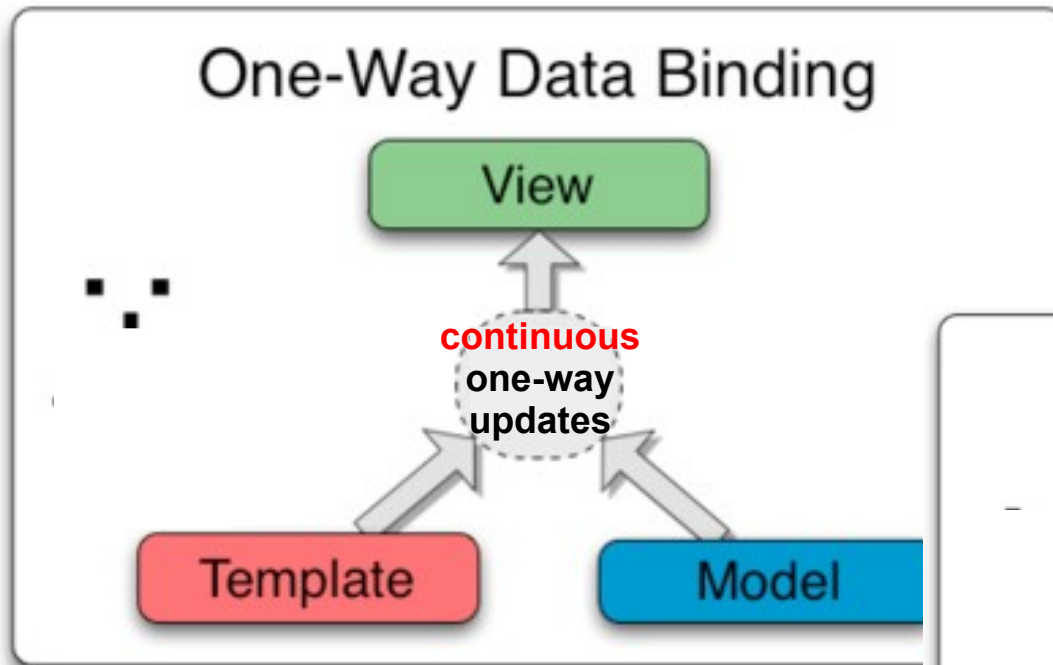 One-Way Data Binding
View
continuous
one-way
updates
Template
Model